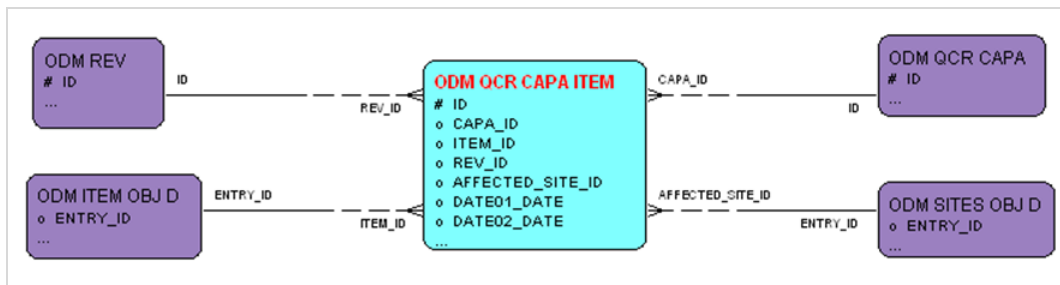 ODM REV
# ID
...
ID
REV_ID
ODM ITEM OBJ D
o ENTRY_ID
...
ENTRY_ID
ITEM_ID
ODM QCR CAPA ITEM
# ID
o CAPA_ID
o ITEM_ID
o REV_ID
o AFFECTED_SITE_ID
o DATE01_DATE
o DATE02_DATE
...
CAPA_ID
ID
ODM QCR CAPA
# ID
...
AFFECTED_SITE_ID
ENTRY_ID
ODM SITES OBJ D
o ENTRY_ID
...